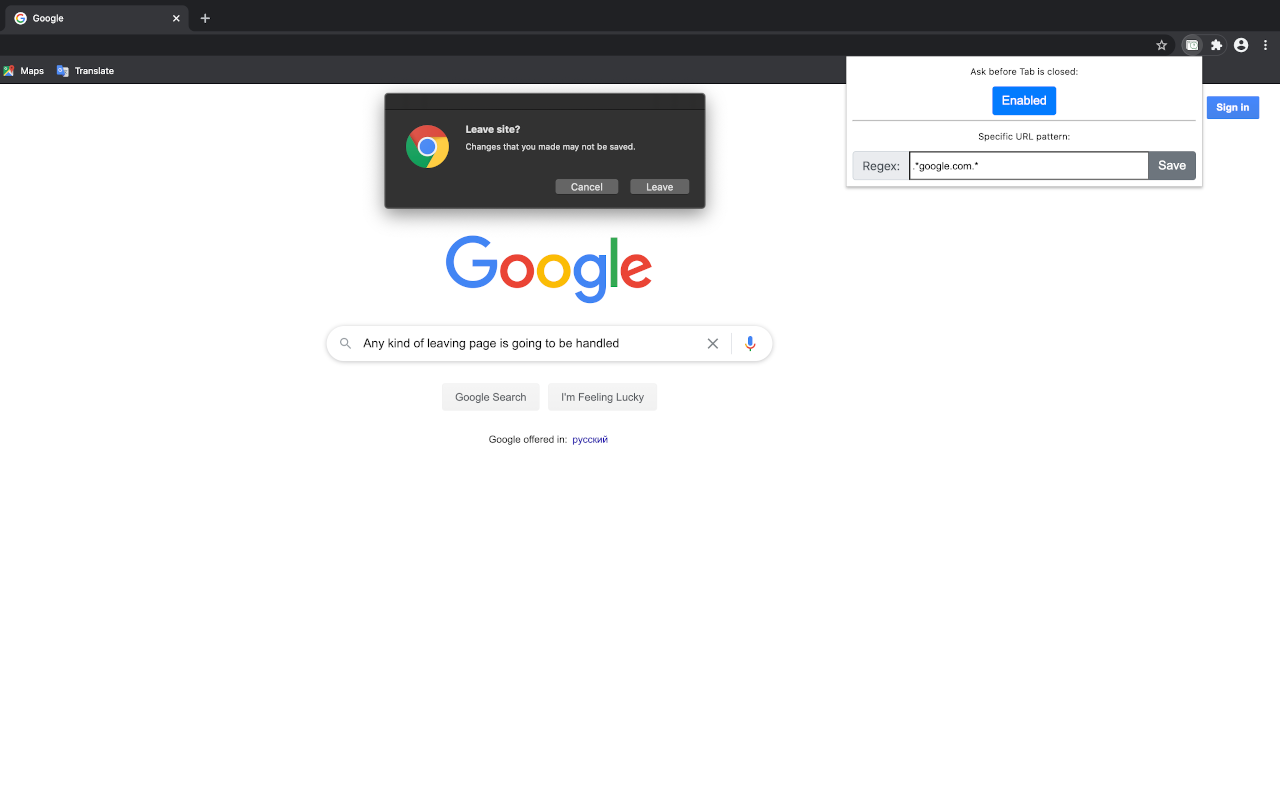 Google
Maps
Translate
Ask before Tab is closed:
Enabled
Specific URL pattern:
Regex:
.*google.com.*
Save
Sign in
Leave site?
Changes that you made may not be saved.
Cancel
Leave
Google
Any kind of leaving page is going to be handled
Google Search
I'm Feeling Lucky
Google offered in: русский